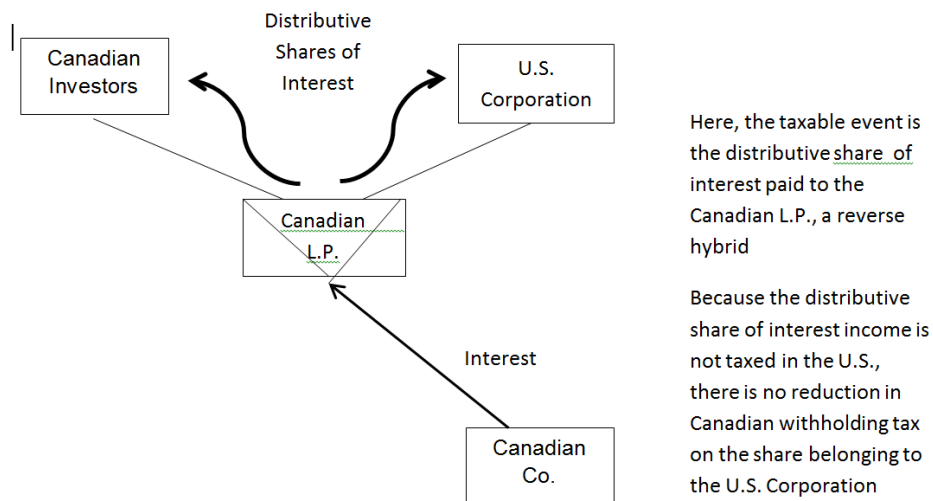 Distributive
Shares of
Interest
Canadian
Investors
U.S.
Corporation
Canadian
L.P.
Interest
Canadian
Co.
Here, the taxable event is
the distributive share of
interest paid to the
Canadian L.P., a reverse
hybrid
Because the distributive
share of interest income is
not taxed in the U.S.,
there is no reduction in
Canadian withholding tax
on the share belonging to
the U.S. Corporation